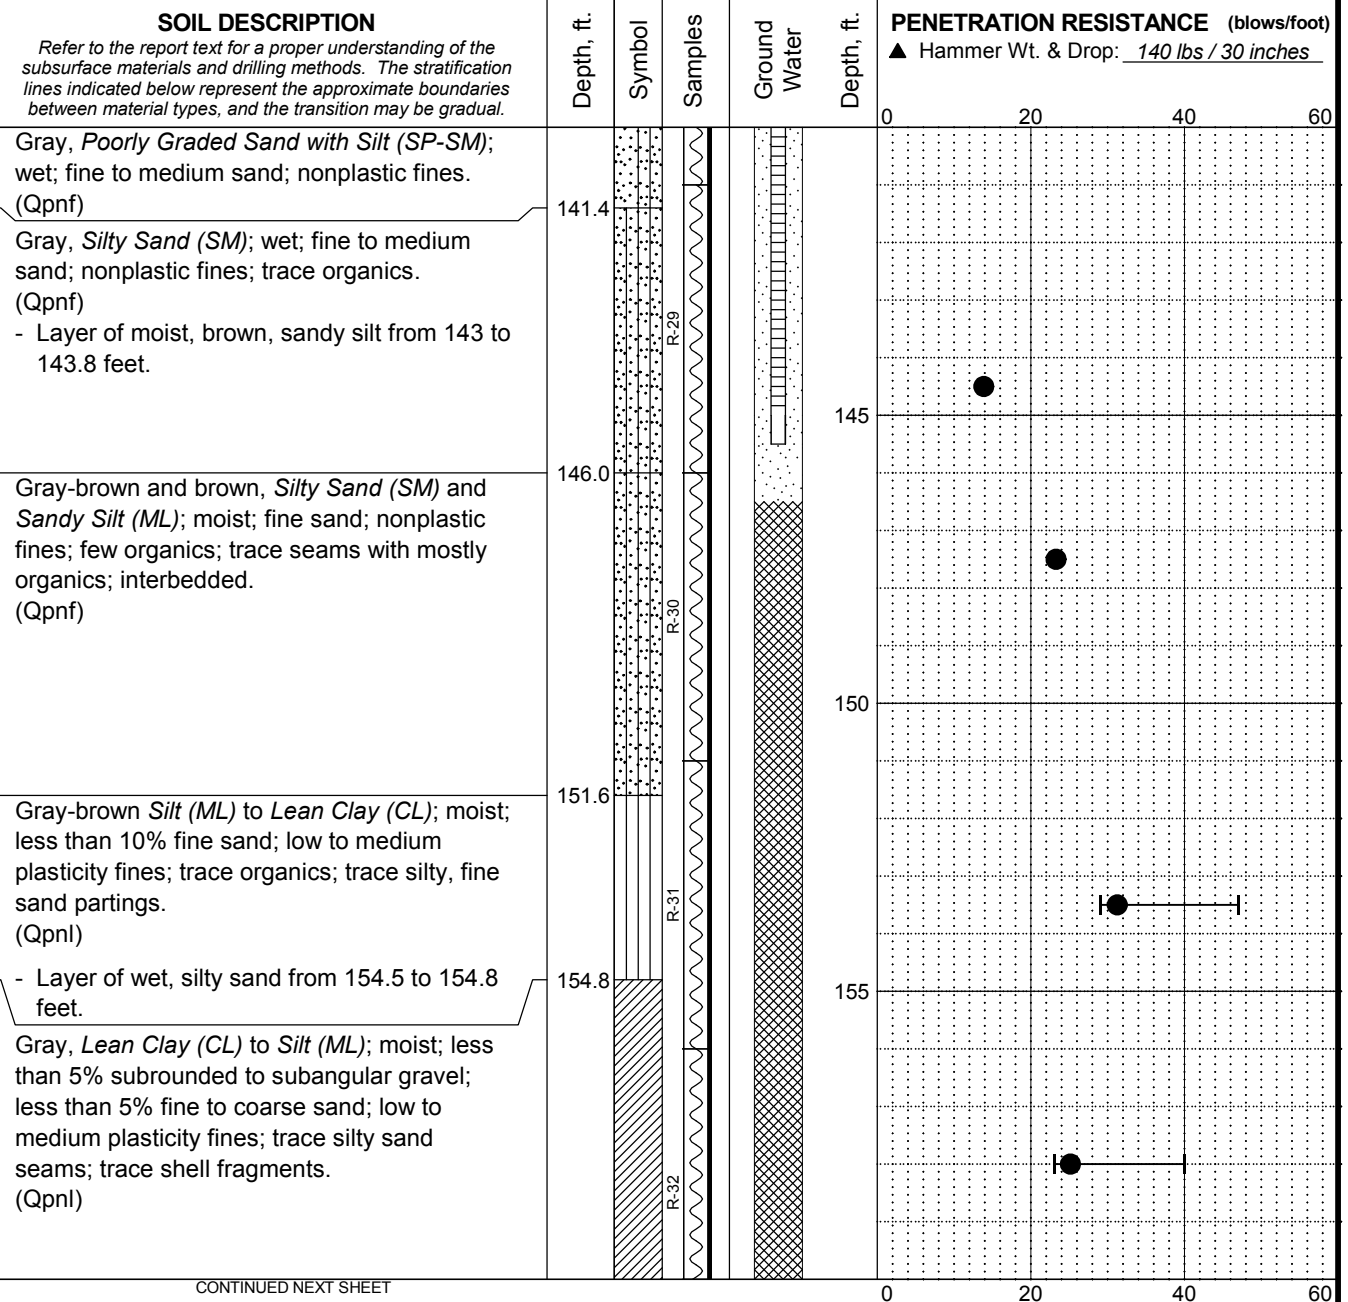 SOIL DESCRIPTION
Refer to the report text for a proper understanding of the
subsurface materials and drilling methods. The stratification
lines indicated below represent the approximate boundaries
between material types, and the transition may be gradual.
Depth, ft.
Symbol
Samples
Ground
Water
Depth, ft.
PENETRATION RESISTANCE (blows/foot)
▲ Hammer Wt. & Drop: 140 lbs / 30 inches
0 20 40 60
Gray, Poorly Graded Sand with Silt (SP-SM);
wet; fine to medium sand; nonplastic fines.
(Qpnf)
141.4
Gray, Silty Sand (SM); wet; fine to medium
sand; nonplastic fines; trace organics.
(Qpnf)
- Layer of moist, brown, sandy silt from 143 to
143.8 feet.
R-29
145
146.0
Gray-brown and brown, Silty Sand (SM) and
Sandy Silt (ML); moist; fine sand; nonplastic
fines; few organics; trace seams with mostly
organics; interbedded.
(Qpnf)
R-30
150
151.6
Gray-brown Silt (ML) to Lean Clay (CL); moist;
less than 10% fine sand; low to medium
plasticity fines; trace organics; trace silty, fine
sand partings.
(Qpnl)
R-31
- Layer of wet, silty sand from 154.5 to 154.8
feet.
154.8
155
Gray, Lean Clay (CL) to Silt (ML); moist; less
than 5% subrounded to subangular gravel;
less than 5% fine to coarse sand; low to
medium plasticity fines; trace silty sand
seams; trace shell fragments.
(Qpnl)
R-32
CONTINUED NEXT SHEET
0 20 40 60